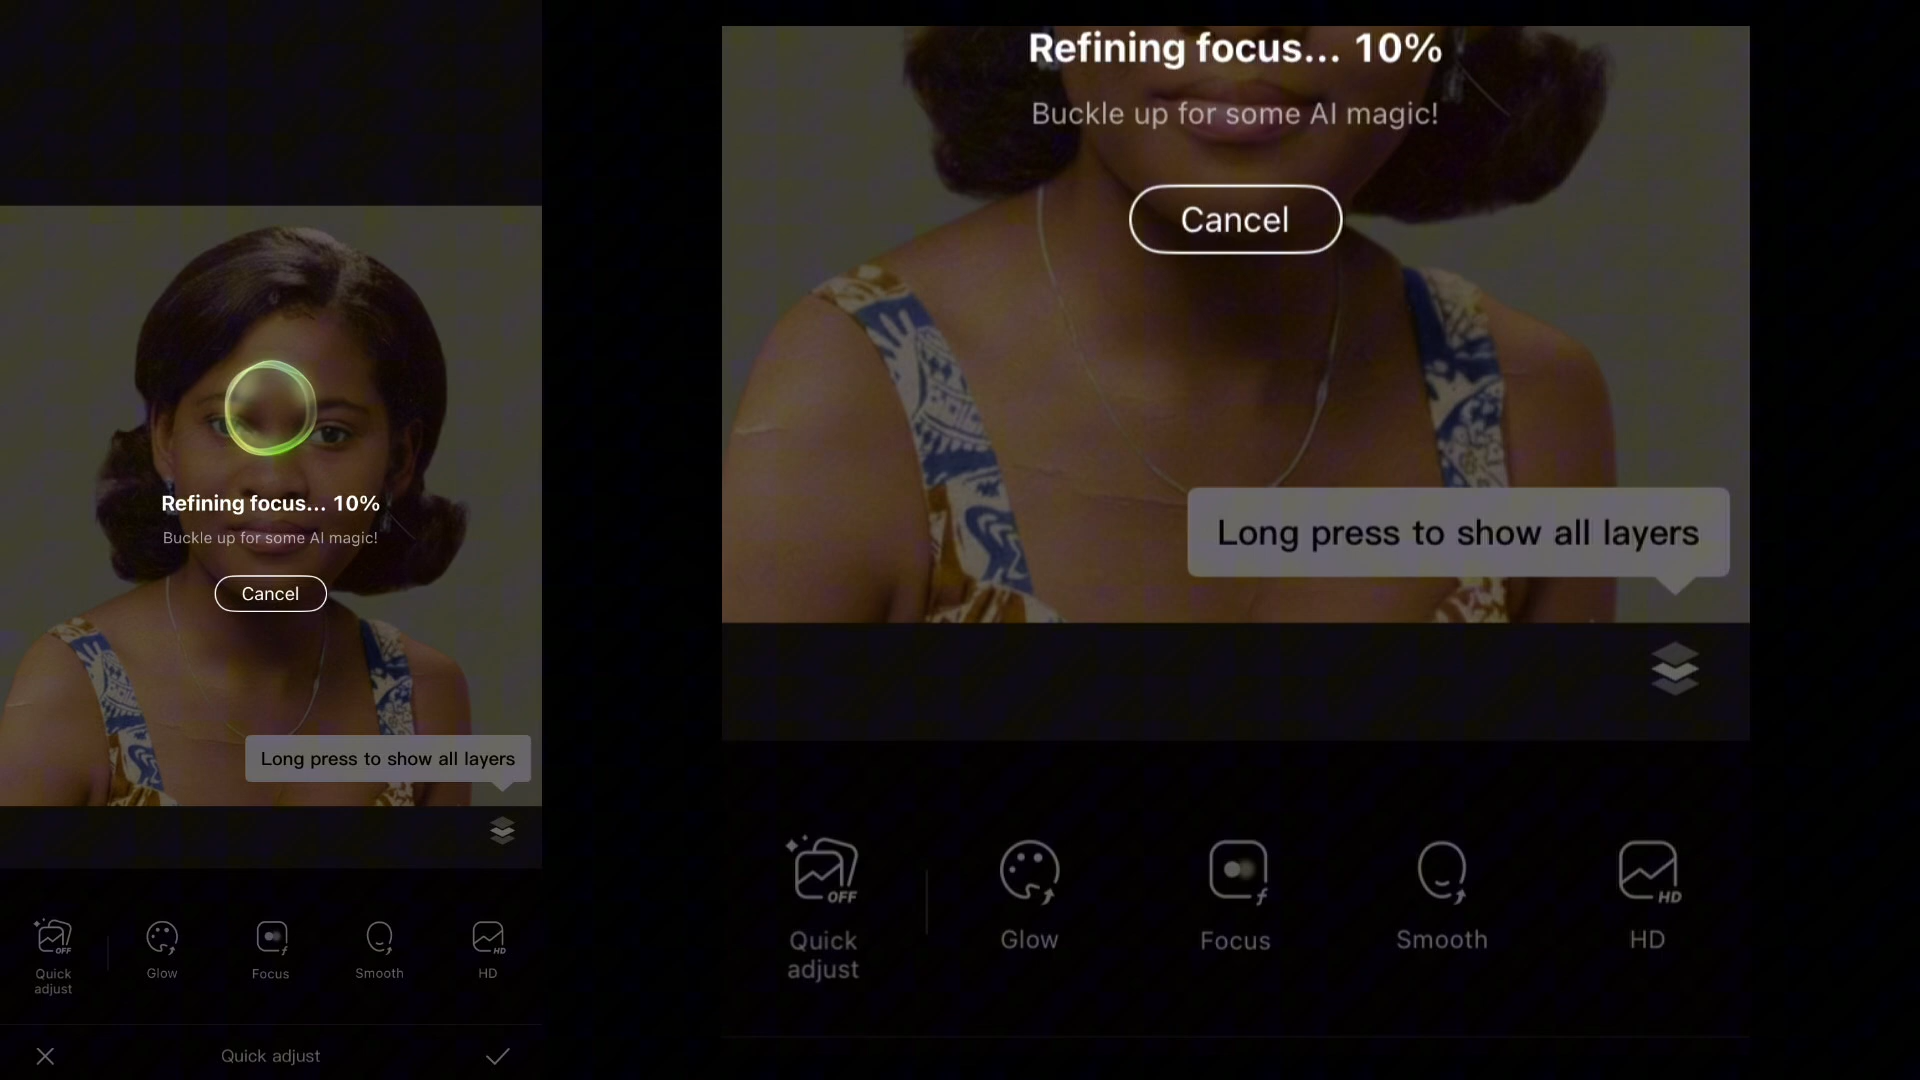 Refining focus... 10%
Buckle up for some AI magic!
Cancel
Long press to show all layers
OFF
Quick
adjust
Glow
f
Focus
Smooth
HD
HD
Quick adjust
Refining focus... 10%
Buckle up for some AI magic!
Cancel
Long press to show all layers
OFF
Quick
adjust
Glow
f
Focus
Smooth
HD
HD